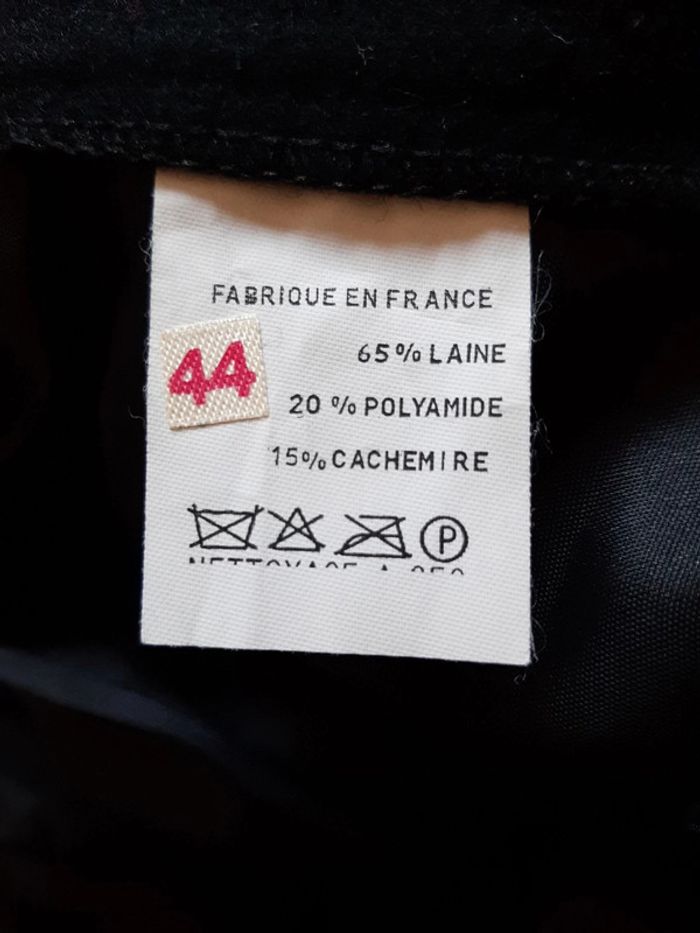 FABRIQUE EN FRANCE
65% LAINE
44
20 % POLYAMIDE
15% CACHEMIRE
P